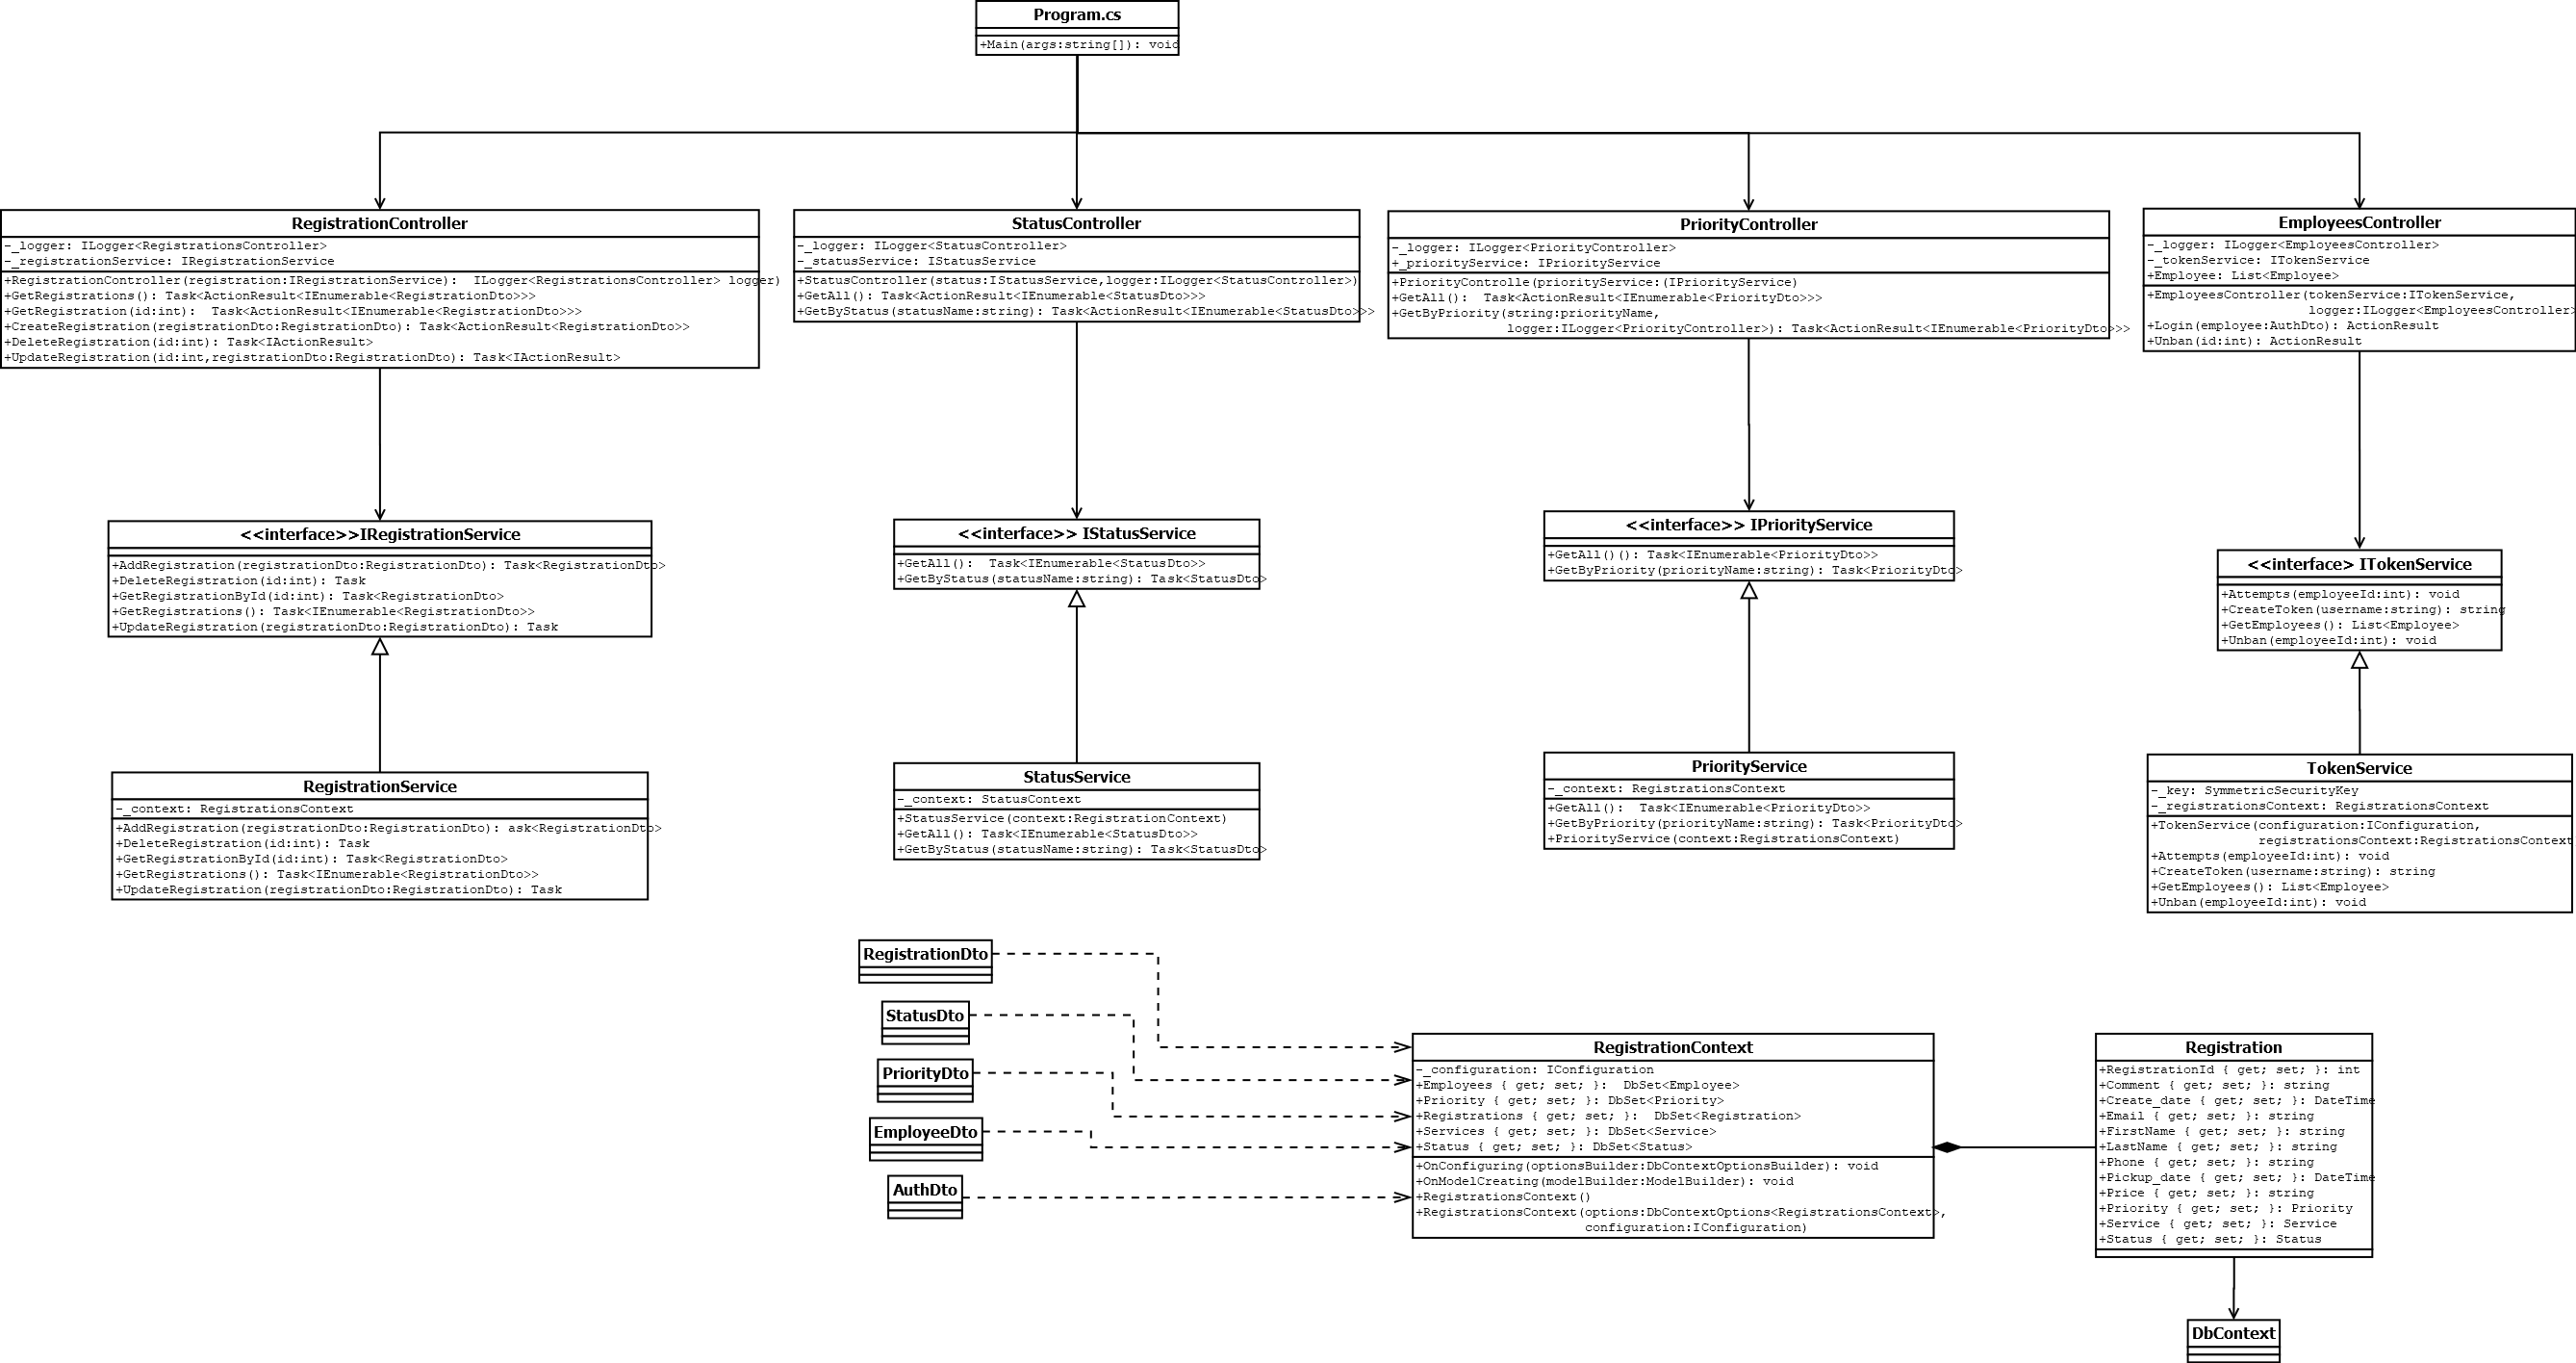 Program.cs
+Main(args:string[]): void
RegistrationController
-_logger: ILogger<RegistrationsController>
-_registrationService: IRegistrationService
+RegistrationController(registration:IRegistrationService):  ILogger<RegistrationsController> logger)
+GetRegistrations(): Task<ActionResult<IEnumerable<RegistrationDto>>>
+GetRegistration(id:int):  Task<ActionResult<IEnumerable<RegistrationDto>>>
+CreateRegistration(registrationDto:RegistrationDto): Task<ActionResult<RegistrationDto>>
+DeleteRegistration(id:int): Task<IActionResult>
+UpdateRegistration(id:int,registrationDto:RegistrationDto): Task<IActionResult>
StatusController
-_logger: ILogger<StatusController>
-_statusService: IStatusService
+StatusController(status:IStatusService,logger:ILogger<StatusController>)
+GetAll(): Task<ActionResult<IEnumerable<StatusDto>>>
+GetByStatus(statusName:string): Task<ActionResult<IEnumerable<StatusDto>>>
PriorityController
-_logger: ILogger<PriorityController>
+_priorityService: IPriorityService
+PriorityControlle(priorityService:(IPriorityService)
+GetAll():  Task<ActionResult<IEnumerable<PriorityDto>>>
+GetByPriority(string:priorityName,
logger:ILogger<PriorityController>): Task<ActionResult<IEnumerable<PriorityDto>>>
EmployeesController
-_logger: ILogger<EmployeesController>
-_tokenService: ITokenService
+Employee: List<Employee>
+EmployeesController(tokenService:ITokenService,
logger:ILogger<EmployeesController>
+Login(employee:AuthDto): ActionResult
+Unban(id:int): ActionResult
<<interface>>IRegistrationService
+AddRegistration(registrationDto:RegistrationDto): Task<RegistrationDto>
+DeleteRegistration(id:int): Task
+GetRegistrationById(id:int): Task<RegistrationDto>
+GetRegistrations(): Task<IEnumerable<RegistrationDto>>
+UpdateRegistration(registrationDto:RegistrationDto): Task
<<interface>> IStatusService
+GetAll():  Task<IEnumerable<StatusDto>>
+GetByStatus(statusName:string): Task<StatusDto>
<<interface>> IPriorityService
+GetAll()(): Task<IEnumerable<PriorityDto>>
+GetByPriority(priorityName:string): Task<PriorityDto>
<<interface> ITokenService
+Attempts(employeeId:int): void
+CreateToken(username:string): string
+GetEmployees(): List<Employee>
+Unban(employeeId:int): void
RegistrationService
-_context: RegistrationsContext
+AddRegistration(registrationDto:RegistrationDto): ask<RegistrationDto>
+DeleteRegistration(id:int): Task
+GetRegistrationById(id:int): Task<RegistrationDto>
+GetRegistrations(): Task<IEnumerable<RegistrationDto>>
+UpdateRegistration(registrationDto:RegistrationDto): Task
StatusService
-_context: StatusContext
+StatusService(context:RegistrationContext)
+GetAll(): Task<IEnumerable<StatusDto>>
+GetByStatus(statusName:string): Task<StatusDto>
PriorityService
-_context: RegistrationsContext
+GetAll():  Task<IEnumerable<PriorityDto>>
+GetByPriority(priorityName:string): Task<PriorityDto>
+PriorityService(context:RegistrationsContext)
TokenService
-_key: SymmetricSecurityKey
-_registrationsContext: RegistrationsContext
+TokenService(configuration:IConfiguration,
registrationsContext:RegistrationsContext
+Attempts(employeeId:int): void
+CreateToken(username:string): string
+GetEmployees(): List<Employee>
+Unban(employeeId:int): void
RegistrationDto
StatusDto
PriorityDto
EmployeeDto
AuthDto
RegistrationContext
-_configuration: IConfiguration
+Employees { get; set; }:  DbSet<Employee>
+Priority { get; set; }: DbSet<Priority>
+Registrations { get; set; }:  DbSet<Registration>
+Services { get; set; }: DbSet<Service>
+Status { get; set; }: DbSet<Status>
+OnConfiguring(optionsBuilder:DbContextOptionsBuilder): void
+OnModelCreating(modelBuilder:ModelBuilder): void
+RegistrationsContext()
+RegistrationsContext(options:DbContextOptions<RegistrationsContext>,
configuration:IConfiguration)
Registration
+RegistrationId { get; set; }: int
+Comment { get; set; }: string
+Create_date { get; set; }: DateTime
+Email { get; set; }: string
+FirstName { get; set; }: string
+LastName { get; set; }: string
+Phone { get; set; }: string
+Pickup_date { get; set; }: DateTime
+Price { get; set; }: string
+Priority { get; set; }: Priority
+Service { get; set; }: Service
+Status { get; set; }: Status
DbContext